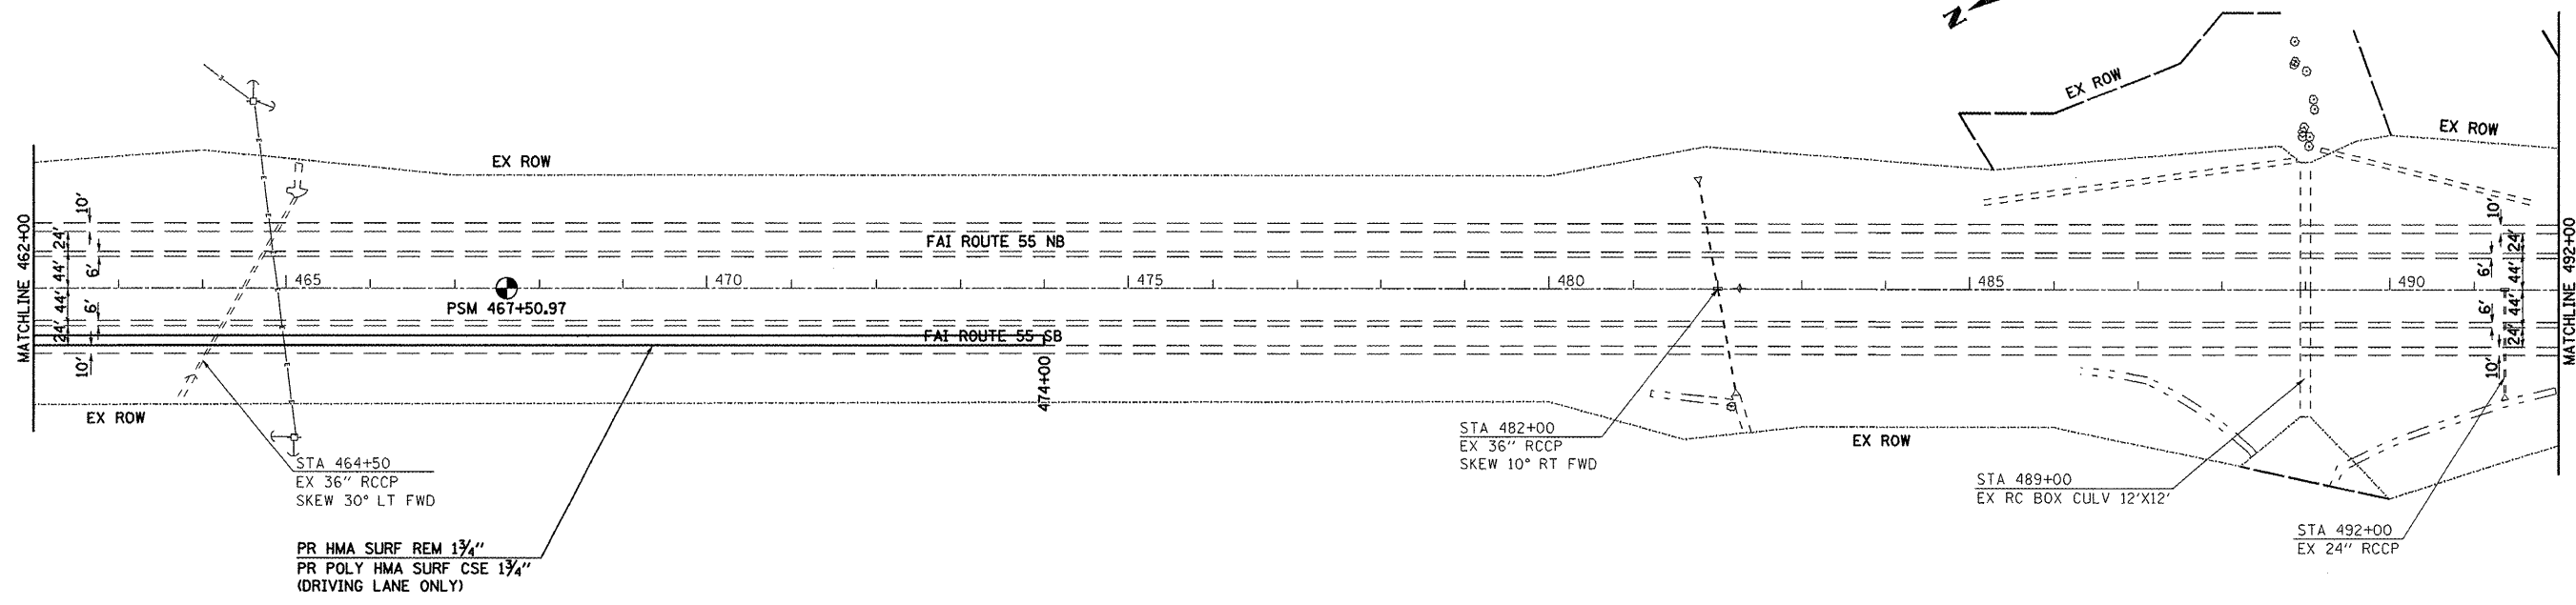 N
EX ROW
EX ROW
EX ROW
MATCHLINE 462+00
10'
24'
44'
6'
44'
6'
24'
10'
FAI ROUTE 55 NB
465
470
475
480
485
490
PSM 467+50.97
FAI ROUTE 55 SB
474+00
10'
24'
6'
44'
6'
44'
24'
10'
MATCHLINE 492+00
EX ROW
EX ROW
STA 464+50
EX 36" RCCP
SKEW 30° LT FWD
STA 482+00
EX 36" RCCP
SKEW 10° RT FWD
STA 489+00
EX RC BOX CULV 12'X12'
STA 492+00
EX 24" RCCP
PR HMA SURF REM 1¾"
PR POLY HMA SURF CSE 1¾"
(DRIVING LANE ONLY)